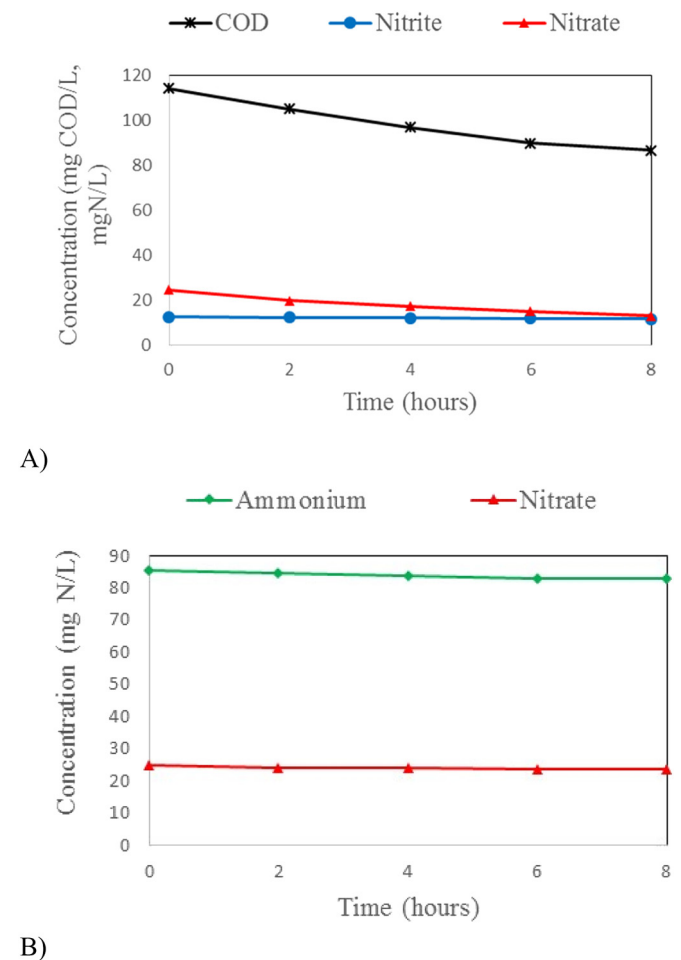 COD Nitrite Nitrate
Concentration (mg COD/L,
mgN/L)
120
100
80
60
40
20
0
0 2 4 6 8
Time (hours)
A)
Ammonium Nitrate
Concentration (mg N/L)
90
80
70
60
50
40
30
20
10
0
0 2 4 6 8
Time (hours)
B)